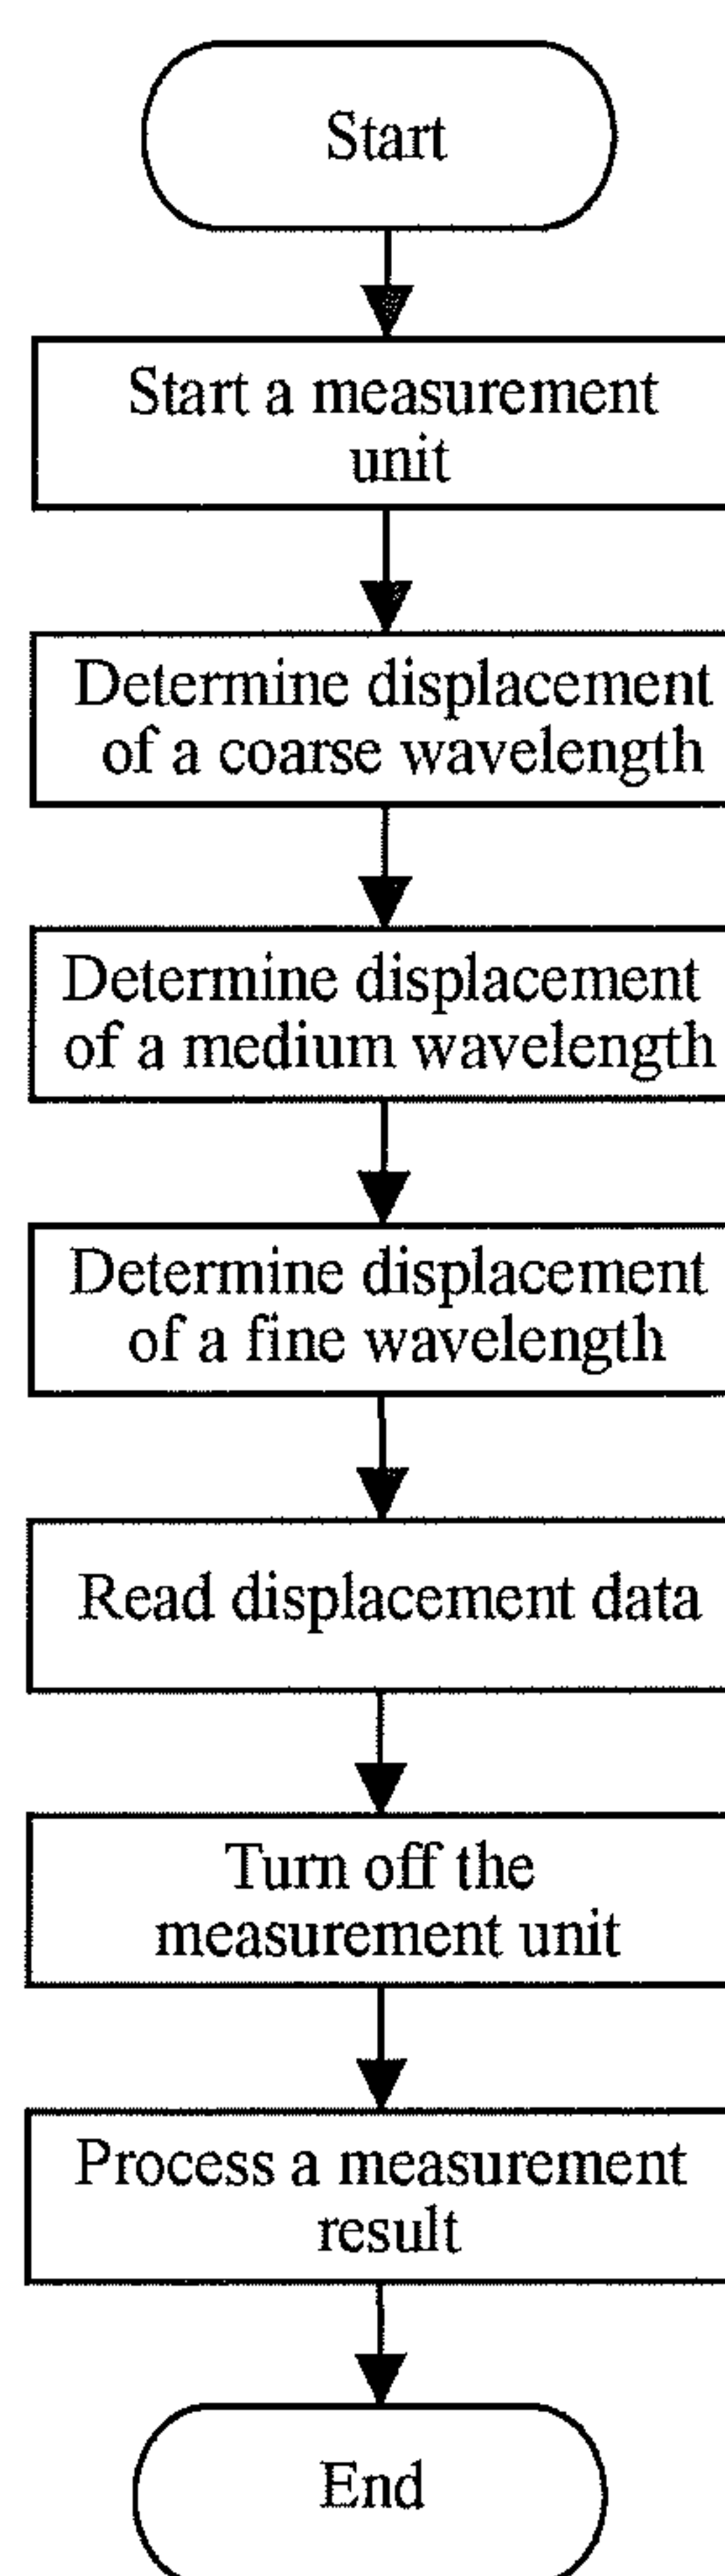 Start
Start a measurement
unit
Determine displacement
of a coarse wavelength
Determine displacement
of a medium wavelength
Determine displacement
of a fine wavelength
Read displacement data
Turn off the
measurement unit
Process a measurement
result
End